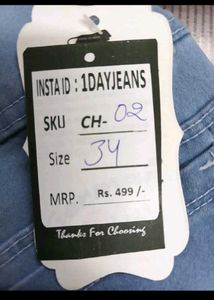 INSTA ID : 1DAYJEANS
SKU CH- 02
Size 34
MRP. Rs. 499 /-
Thanks For Choosing